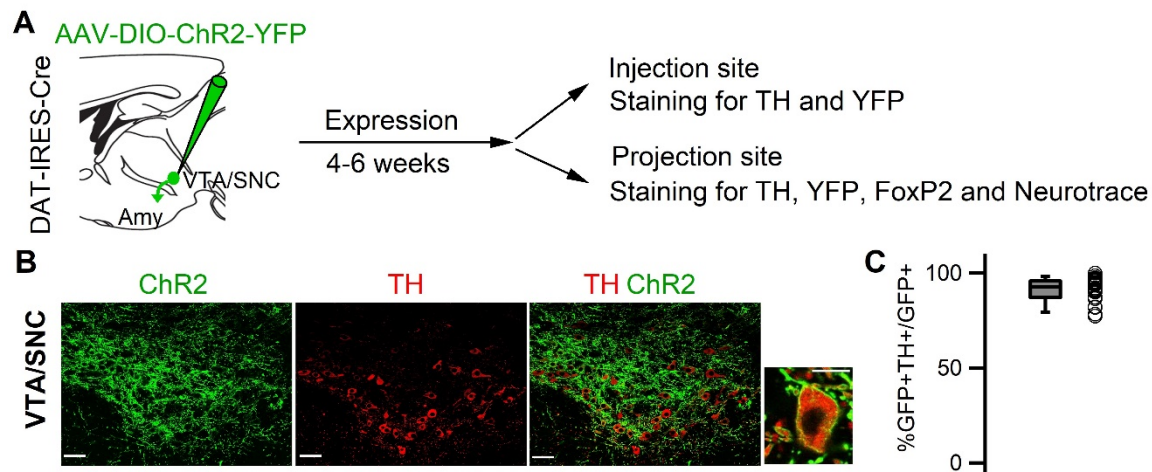 A
AAV-DIO-ChR2-YFP
DAT-IRES-Cre
VTA/SNC
Amy
Expression
4-6 weeks
Injection site
Staining for TH and YFP
Projection site
Staining for TH, YFP, FoxP2 and Neurotrace
B
ChR2
TH
TH ChR2
VTA/SNC
C
%GFP+TH+/GFP+
100
50
0